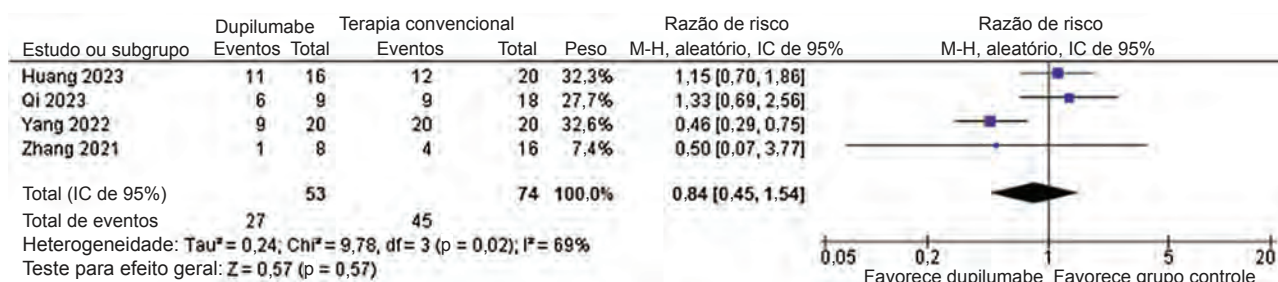 Dupilumabe Terapia convencional Razão de risco Razão de risco
Estudo ou subgrupo Eventos Total Eventos Total Peso M-H, aleatório, IC de 95% M-H, aleatório, IC de 95%
Huang 2023 11 16 12 20 32,3% 1,15 [0,70, 1,86]
Qi 2023 6 9 9 18 27,7% 1,33 [0,69, 2,56]
Yang 2022 9 20 20 20 32,6% 0,46 [0,29, 0,75]
Zhang 2021 1 8 4 16 7,4% 0,50 [0,07, 3,77]
Total (IC de 95%) 53 74 100,0% 0,84 [0,45, 1,54]
Total de eventos 27 45
Heterogeneidade: Tau² = 0,24; Chi² = 9,78, df = 3 (p = 0,02); I² = 69%
Teste para efeito geral: Z = 0,57 (p = 0,57)
0,05 0,2 1 5 20
Favorece dupilumabe Favorece grupo controle